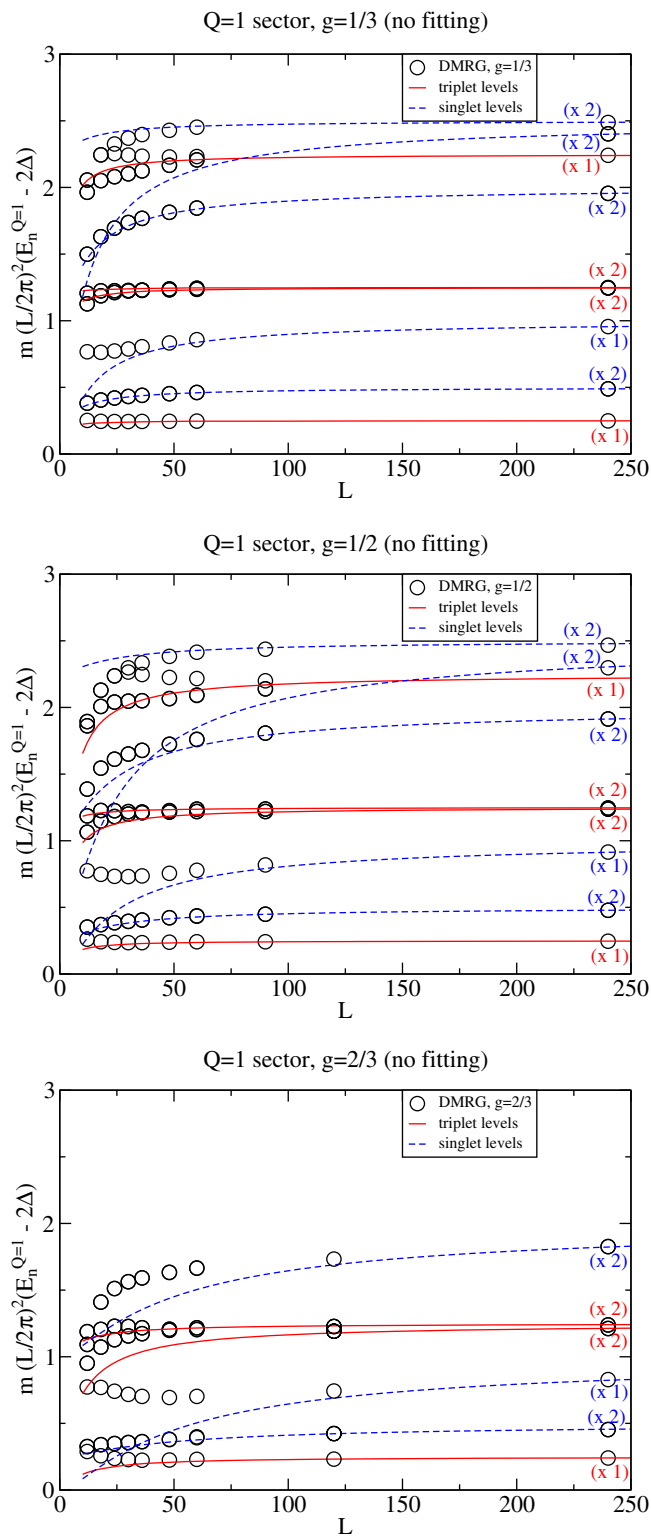 Q=1 sector, g=1/3 (no fitting)
m (L/2π)²(E_n^{Q=1} - 2Δ)
3
2
1
0
0
50
100
150
200
250
L
DMRG, g=1/3
triplet levels
singlet levels
(x 2)
(x 2)
(x 1)
(x 2)
(x 2)
(x 2)
(x 1)
(x 2)
(x 1)
Q=1 sector, g=1/2 (no fitting)
m (L/2π)²(E_n^{Q=1} - 2Δ)
3
2
1
0
0
50
100
150
200
250
L
DMRG, g=1/2
triplet levels
singlet levels
(x 2)
(x 2)
(x 1)
(x 2)
(x 2)
(x 2)
(x 1)
(x 2)
(x 1)
Q=1 sector, g=2/3 (no fitting)
m (L/2π)²(E_n^{Q=1} - 2Δ)
3
2
1
0
0
50
100
150
200
250
L
DMRG, g=2/3
triplet levels
singlet levels
(x 2)
(x 2)
(x 2)
(x 1)
(x 2)
(x 1)